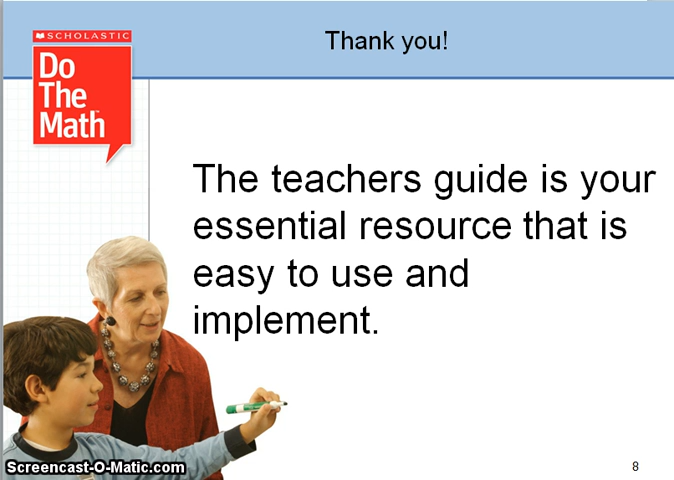 SCHOLASTIC
Thank you!
Do
The
Math™
The teachers guide is your
essential resource that is
easy to use and
implement.
Screencast-O-Matic.com
8